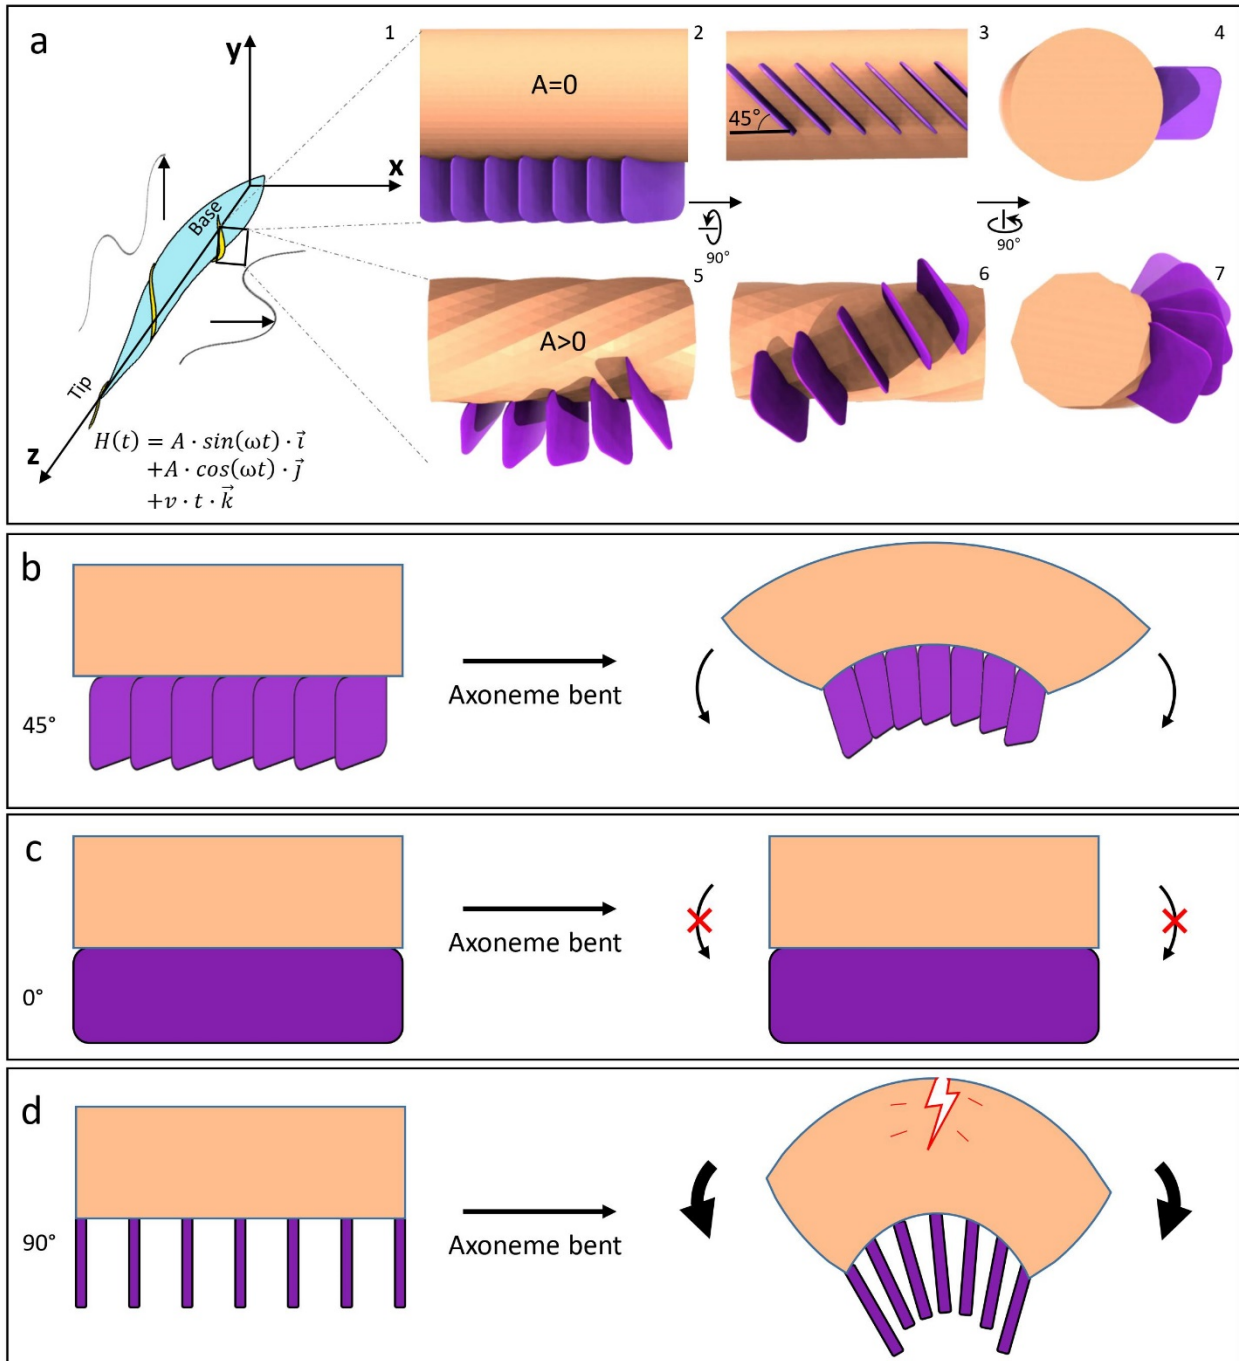 a
y
x
z
Base
Tip
H(t) = A · sin(ωt) · i⃗
+A · cos(ωt) · j⃗
+v · t · k⃗
1
A=0
2
45°
3
4
90°
90°
5
A>0
6
7
b
45°
Axoneme bent
c
0°
Axoneme bent
d
90°
Axoneme bent